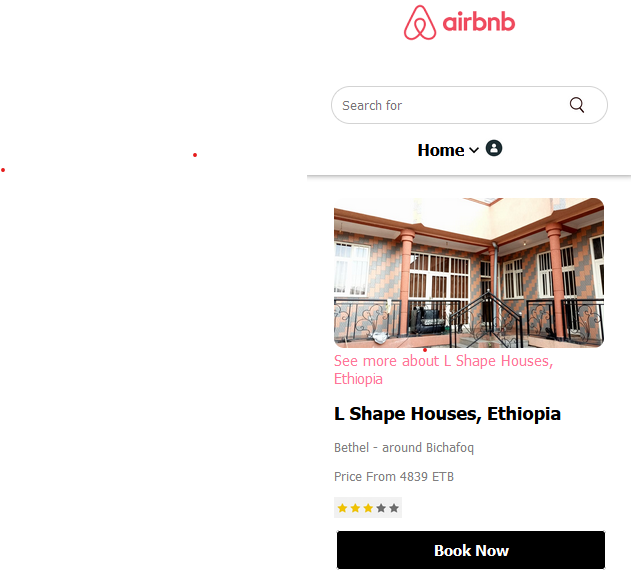 airbnb
Search for
Home
See more about L Shape Houses,
Ethiopia
L Shape Houses, Ethiopia
Bethel - around Bichafoq
Price From 4839 ETB
Book Now